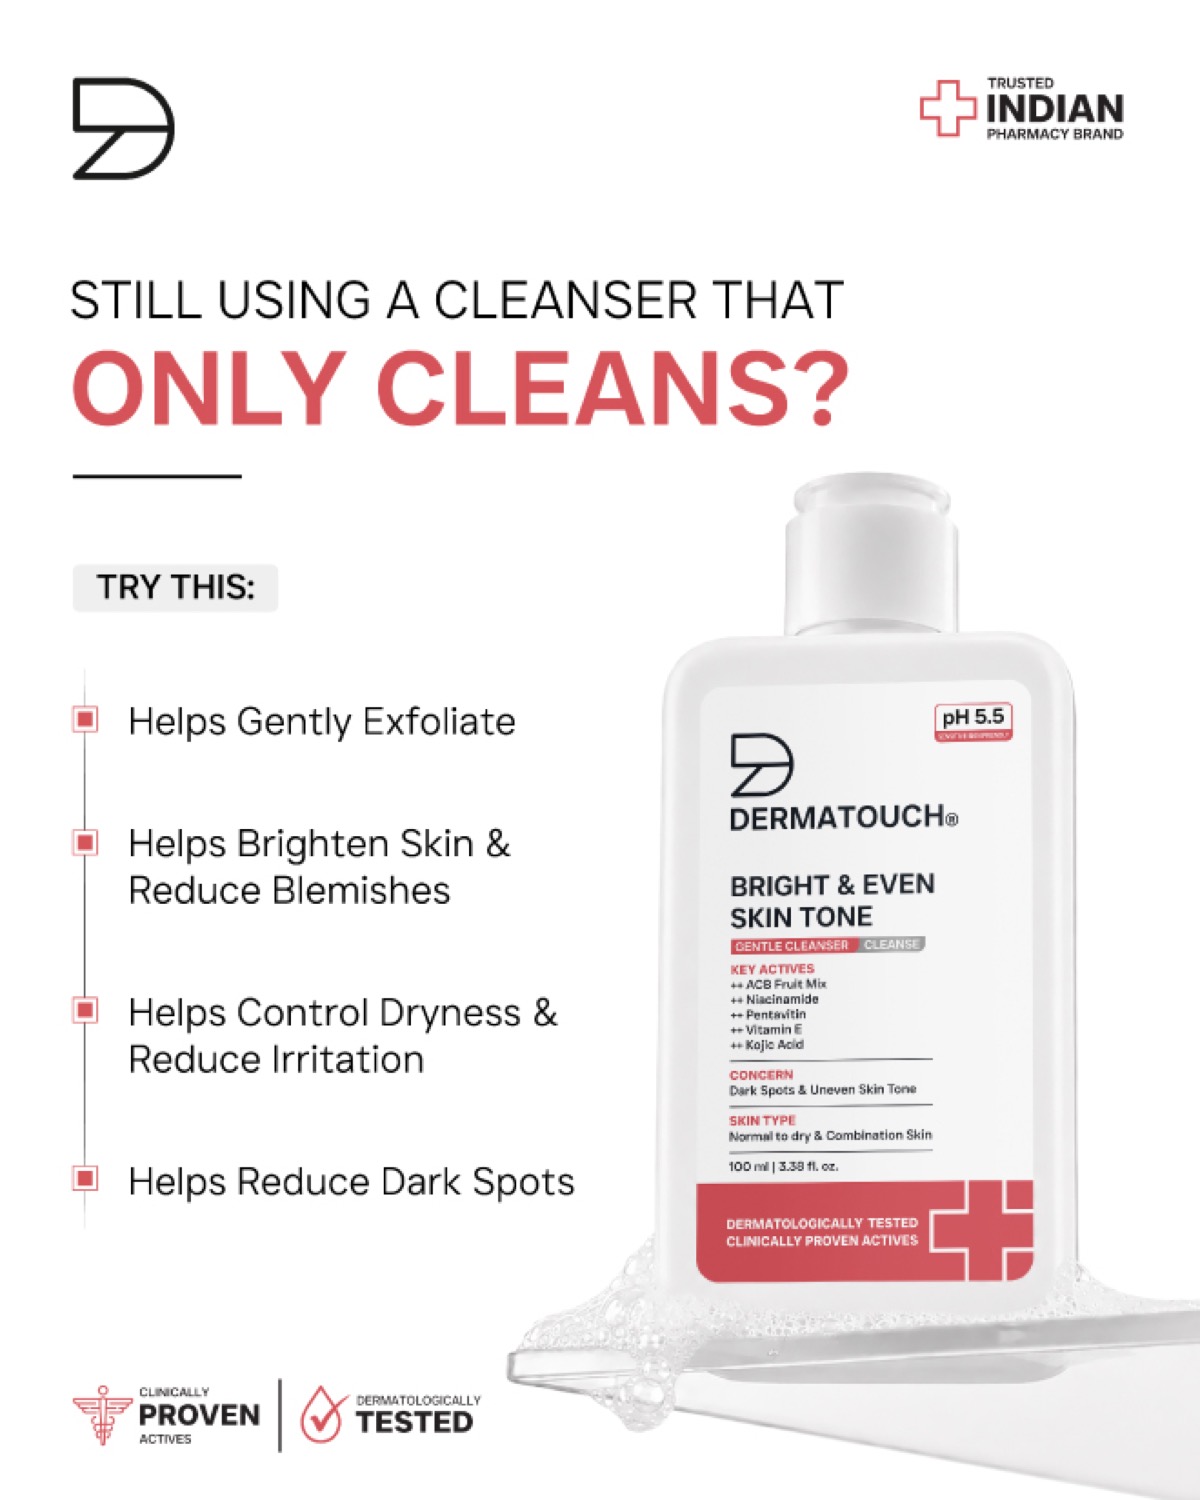 TRUSTED
INDIAN
PHARMACY BRAND
STILL USING A CLEANSER THAT
ONLY CLEANS?
TRY THIS:
Helps Gently Exfoliate
Helps Brighten Skin &
Reduce Blemishes
Helps Control Dryness &
Reduce Irritation
Helps Reduce Dark Spots
pH 5.5
DERMATOUCH®
BRIGHT & EVEN
SKIN TONE
GENTLE CLEANSER CLEANSE
KEY ACTIVES
++ ACB Fruit Mix
++ Niacinamide
++ Pentavitin
++ Vitamin E
++ Kojic Acid
CONCERN
Dark Spots & Uneven Skin Tone
SKIN TYPE
Normal to dry & Combination Skin
100 ml | 3.38 fl. oz.
DERMATOLOGICALLY TESTED
CLINICALLY PROVEN ACTIVES
CLINICALLY
PROVEN
ACTIVES
DERMATOLOGICALLY
TESTED